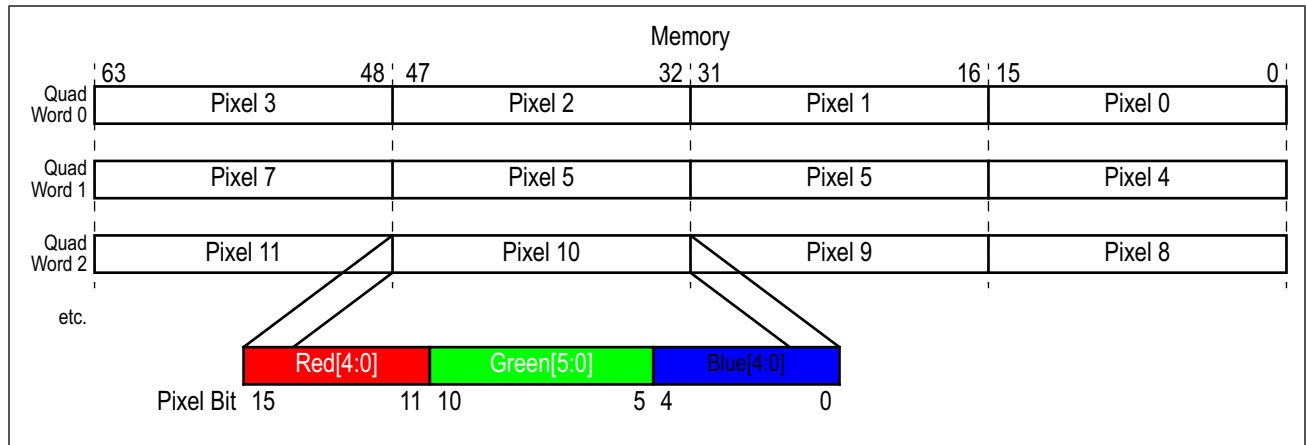 Memory
63 48 47 32 31 16 15 0
Quad
Word 0
Pixel 3 Pixel 2 Pixel 1 Pixel 0
Quad
Word 1
Pixel 7 Pixel 5 Pixel 5 Pixel 4
Quad
Word 2
Pixel 11 Pixel 10 Pixel 9 Pixel 8
etc.
Red[4:0] Green[5:0] Blue[4:0]
Pixel Bit 15 11 10 5 4 0